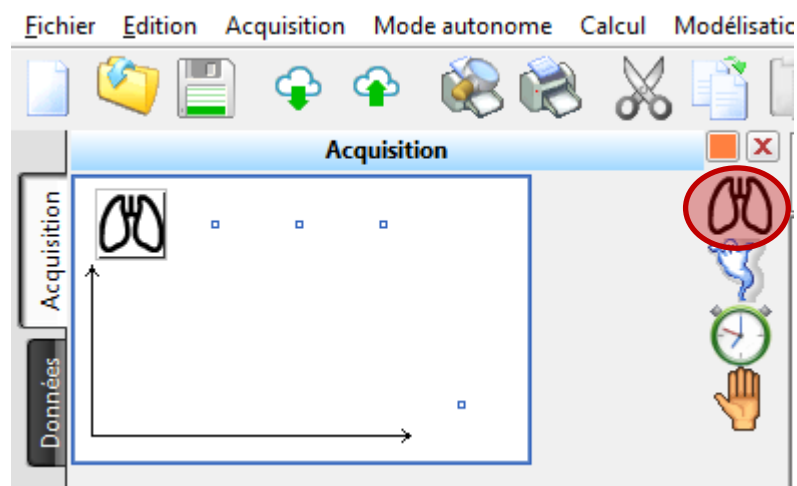 Fichier Edition Acquisition Mode autonome Calcul Modélisatio
Acquisition
Acquisition
Données